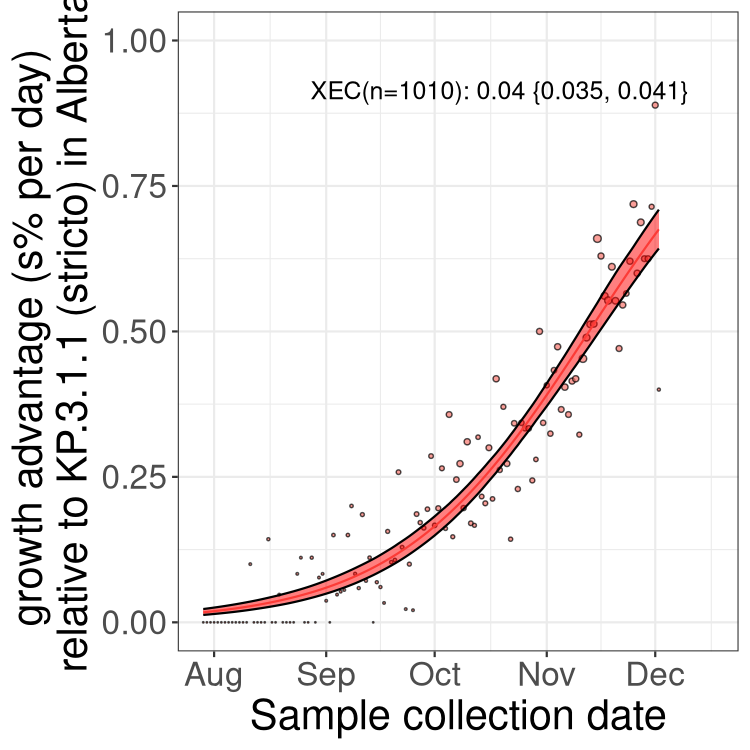 growth advantage (s% per day)
relative to KP.3.1.1 (stricto) in Alberta
1.00
0.75
0.50
0.25
0.00
XEC(n=1010): 0.04 {0.035, 0.041}
Aug Sep Oct Nov Dec
Sample collection date